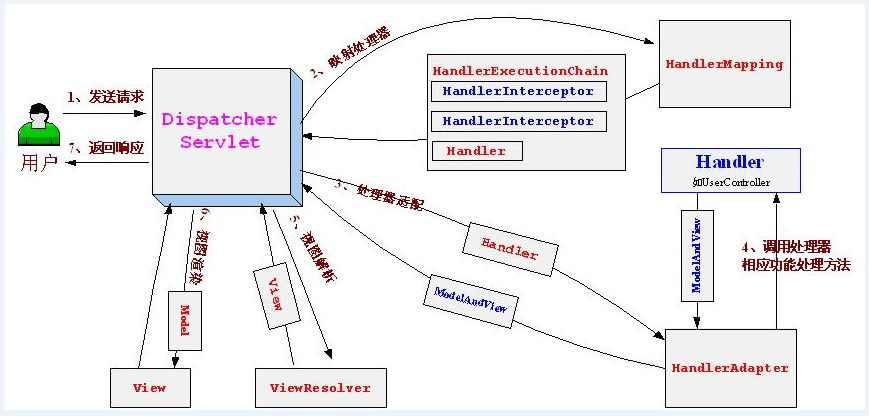 1、发送请求
7、返回响应
用户
Dispatcher
Servlet
2、映射处理器
HandlerExecutionChain
HandlerInterceptor
HandlerInterceptor
Handler
HandlerMapping
3、处理器适配
Handler
ModelAndView
Handler
如UserController
ModelAndView
4、调用处理器
相应功能处理方法
HandlerAdapter
5、视图解析
View
ViewResolver
6、视图渲染
Model
View